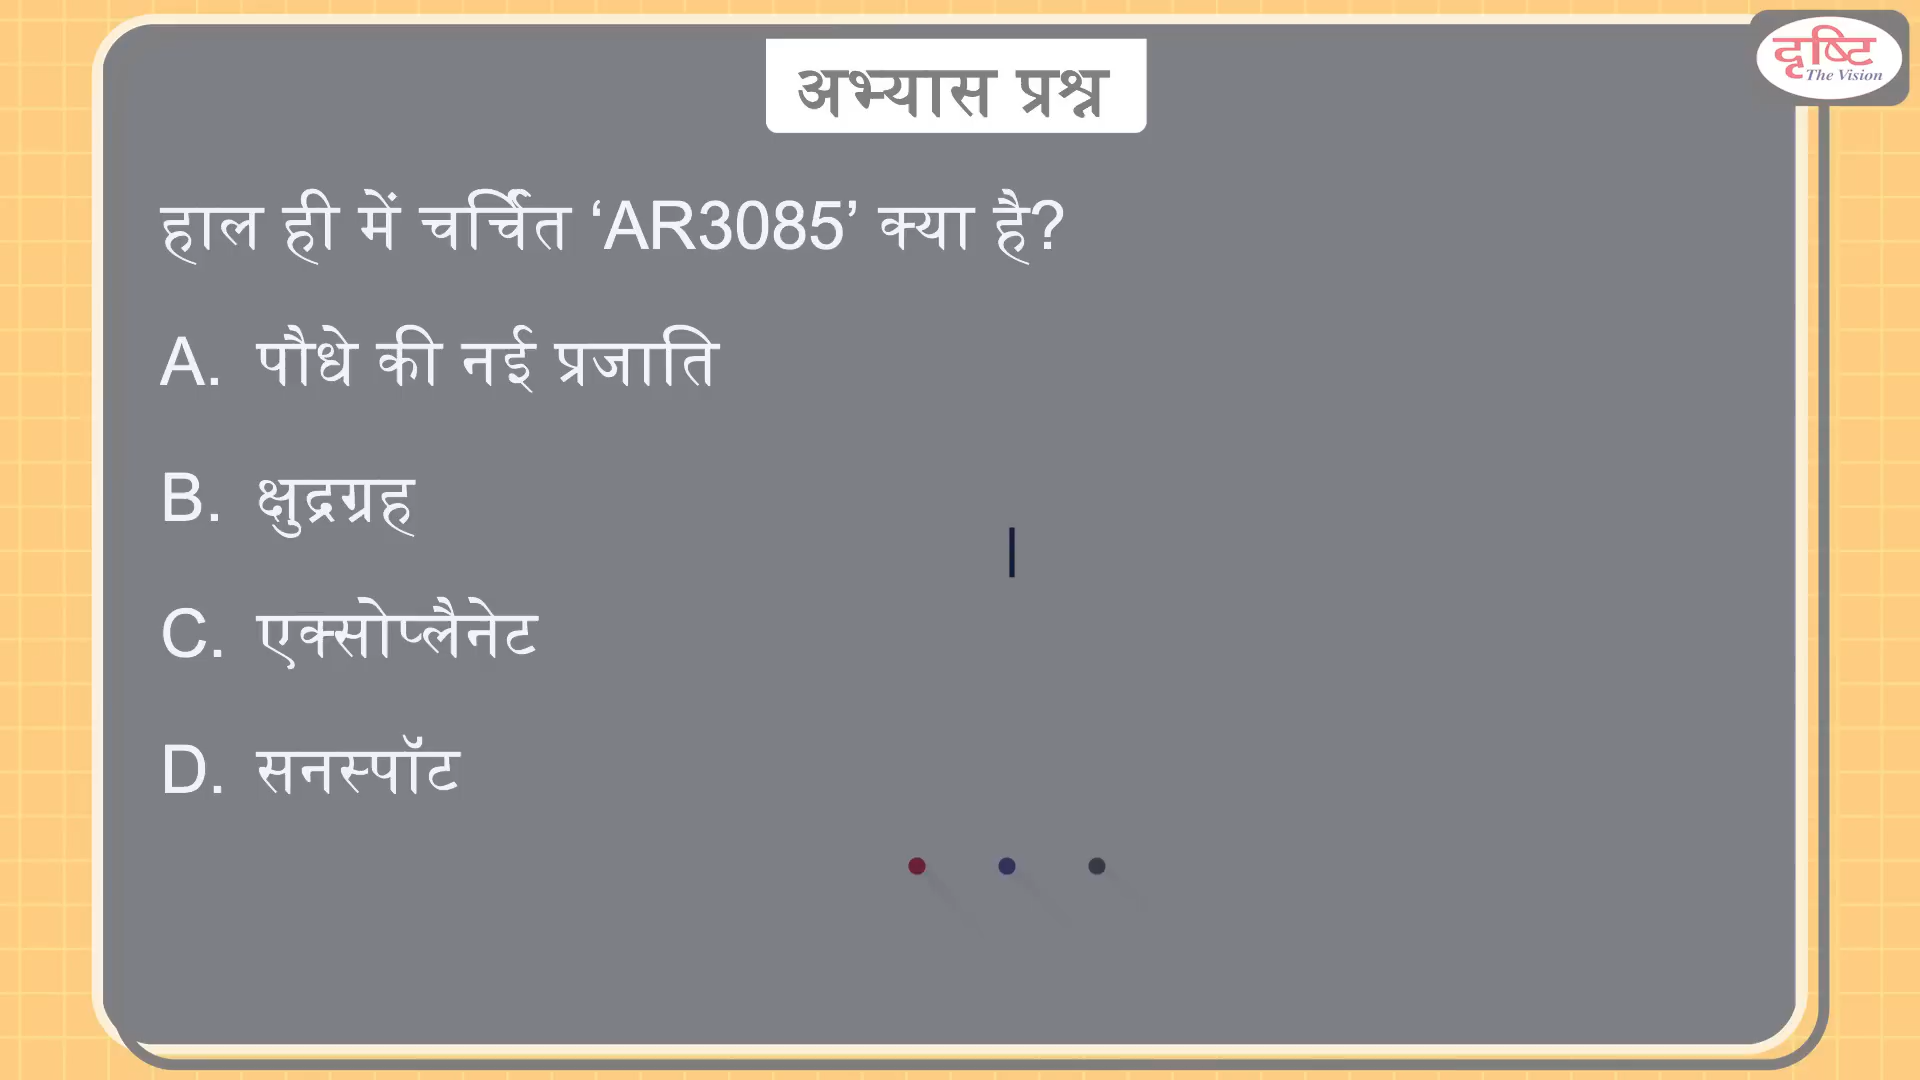 दृष्टि
The Vision
अभ्यास प्रश्न
हाल ही में चर्चित ‘AR3085’ क्या है?
A. पौधे की नई प्रजाति
B. क्षुद्रग्रह
C. एक्सोप्लैनेट
D. सनस्पॉट